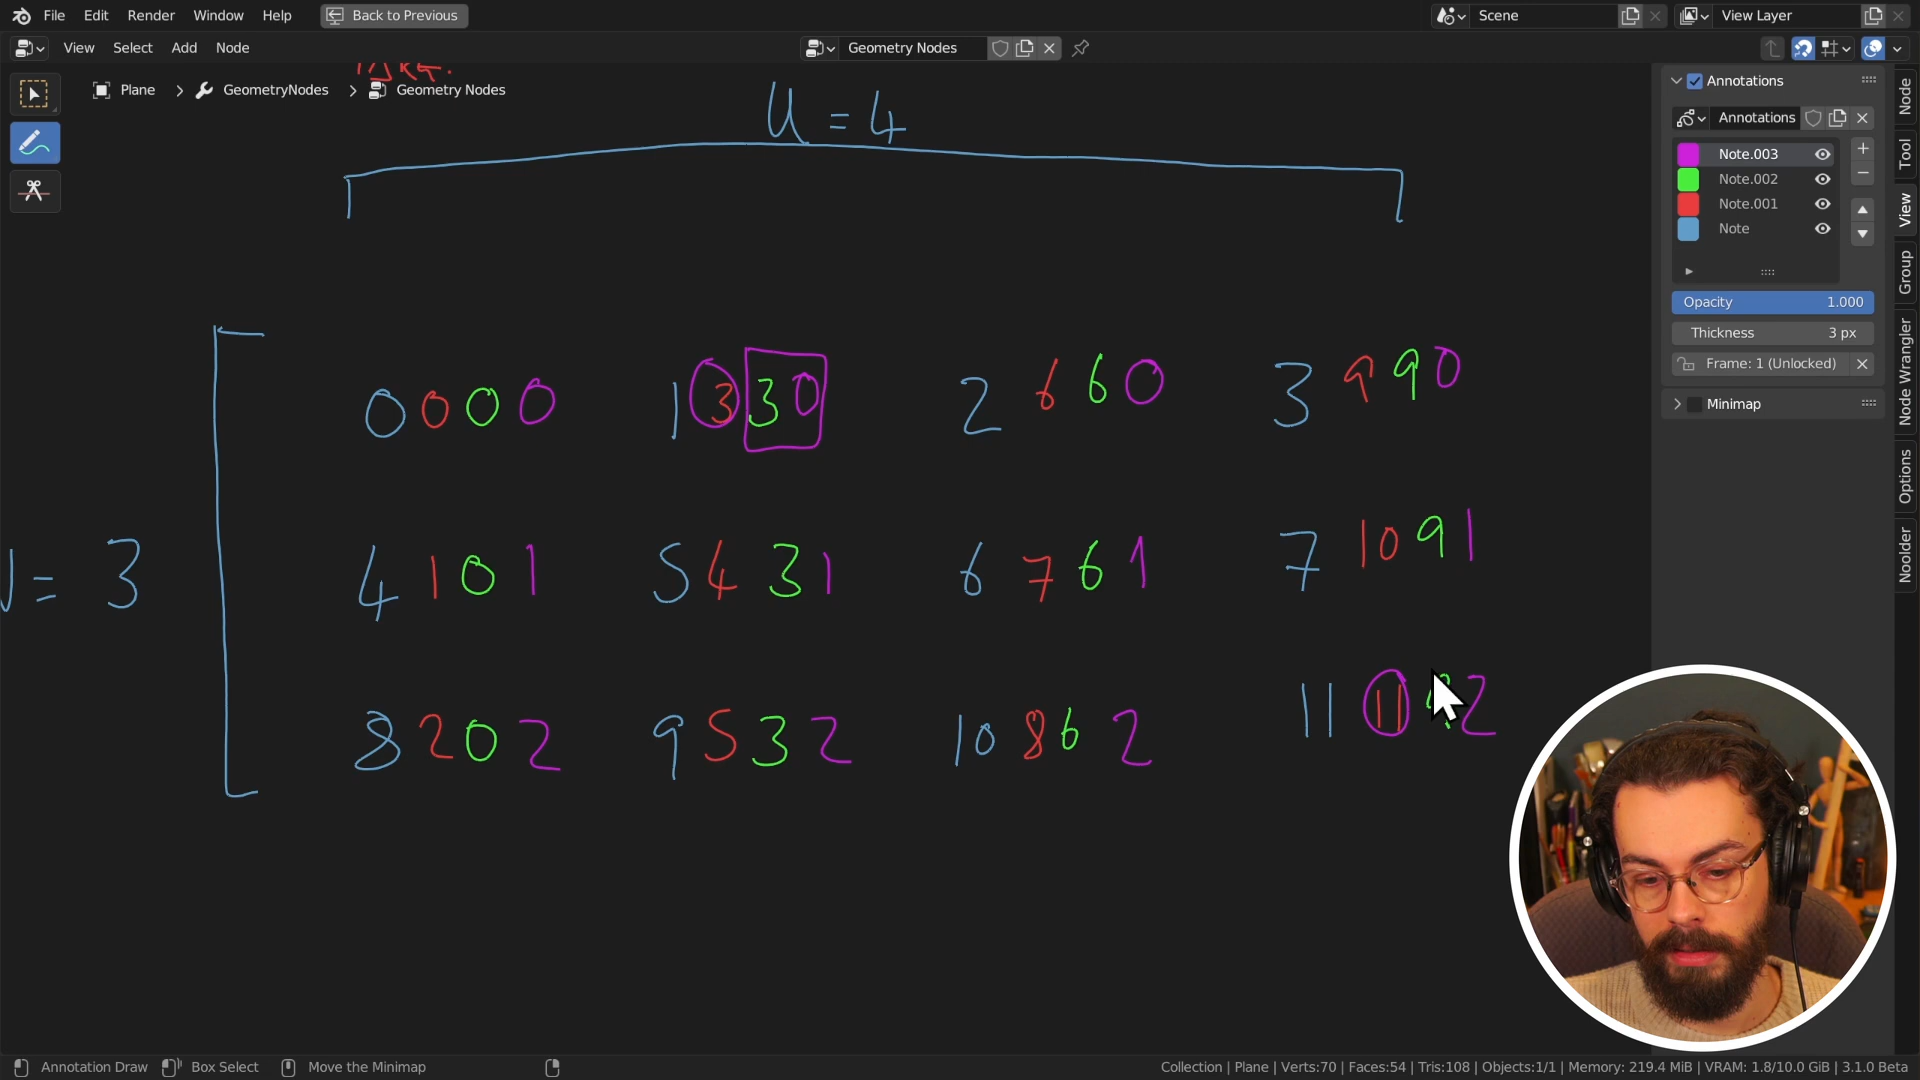 File Edit Render Window Help Back to Previous Scene View Layer
View Select Add Node Geometry Nodes
Plane > GeometryNodes > Geometry Nodes
Annotations
Annotations
Note.003
Note.002
Note.001
Note
Opacity 1.000
Thickness 3 px
Frame: 1 (Unlocked)
Minimap
Node
Tool
View
Group
Node Wrangler
Options
Noolder
U = 4
= 3
0 0 0 0 1 3 3 0 2 6 6 0 3 9 9 0
4 1 0 1 5 4 3 1 6 7 6 1 7 10 9 1
8 2 0 2 9 5 3 2 10 8 6 2 11 11 2
Annotation Draw Box Select Move the Minimap Collection | Plane | Verts:70 | Faces:54 | Tris:108 | Objects:1/1 | Memory: 219.4 MiB | VRAM: 1.8/10.0 GiB | 3.1.0 Beta